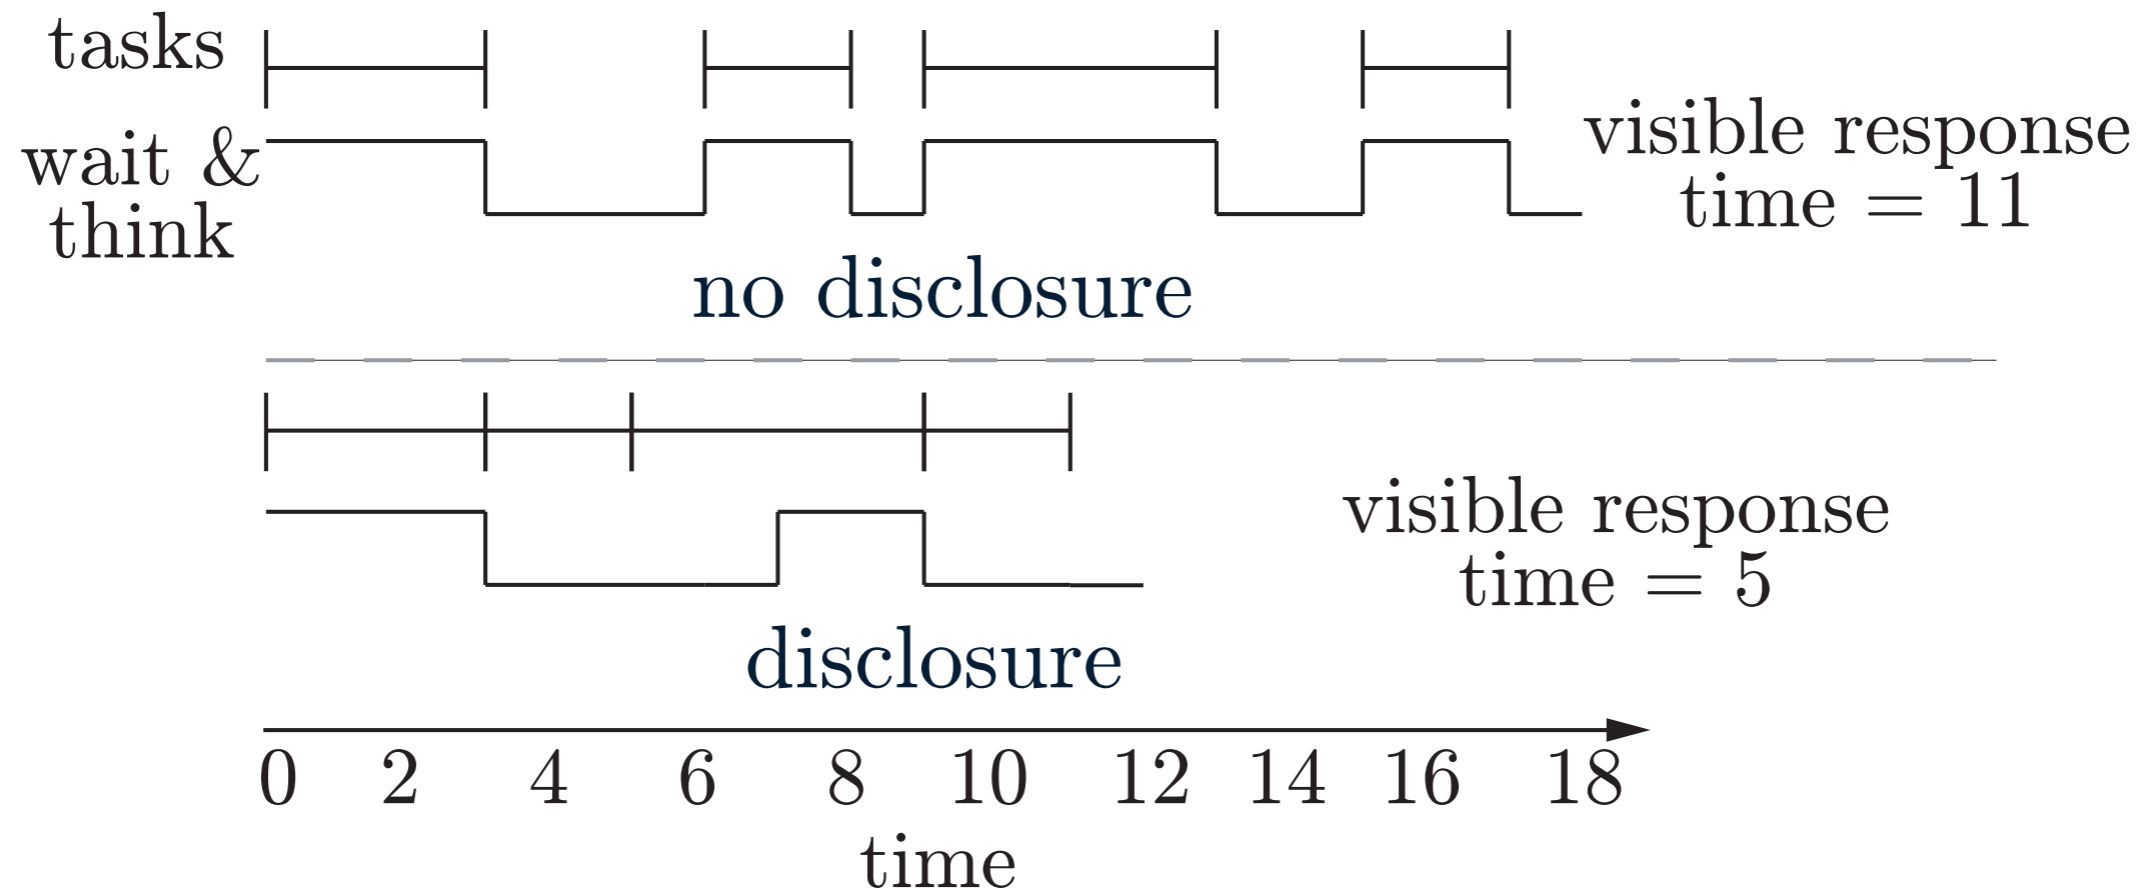 tasks
wait &
think
visible response
time = 11
no disclosure
visible response
time = 5
disclosure
0 2 4 6 8 10 12 14 16 18
time